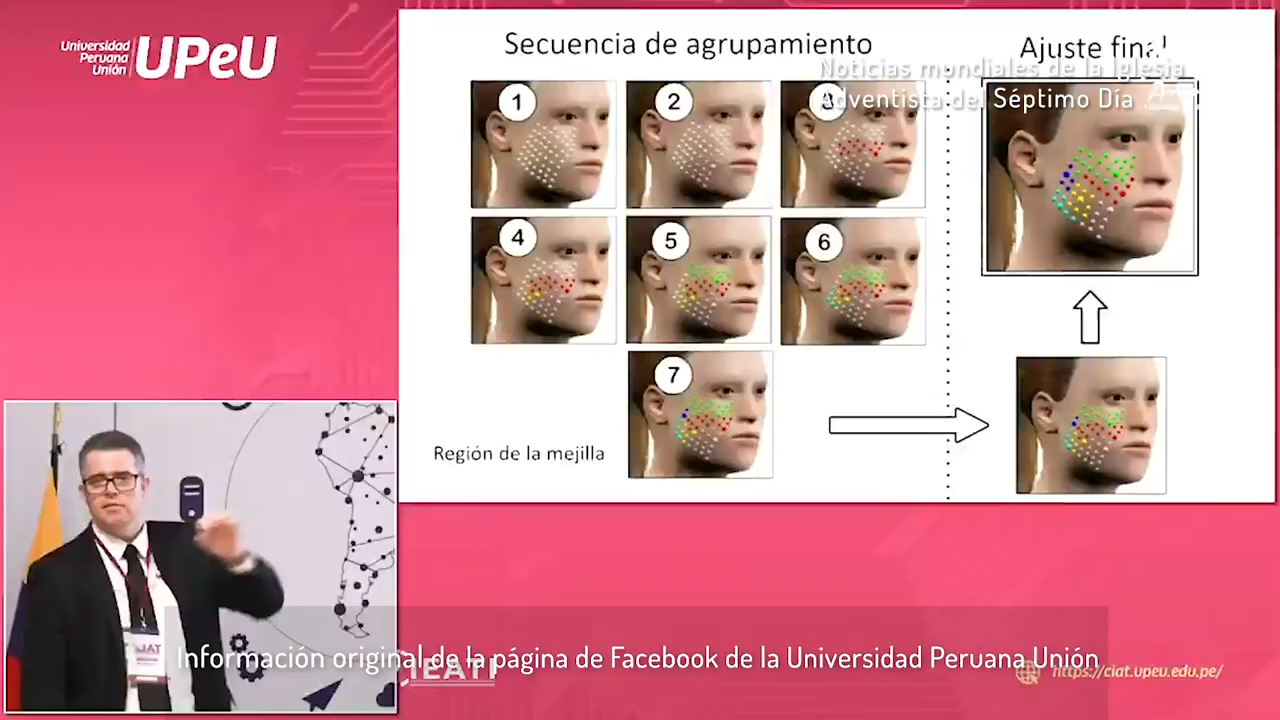 Universidad
Peruana
Unión
UPeU
Secuencia de agrupamiento
Ajuste final
Noticias mundiales de la Iglesia
Adventista del Séptimo Día
1
2
3
4
5
6
7
Región de la mejilla
Información original de la página de Facebook de la Universidad Peruana Unión
https://ciat.upeu.edu.pe/